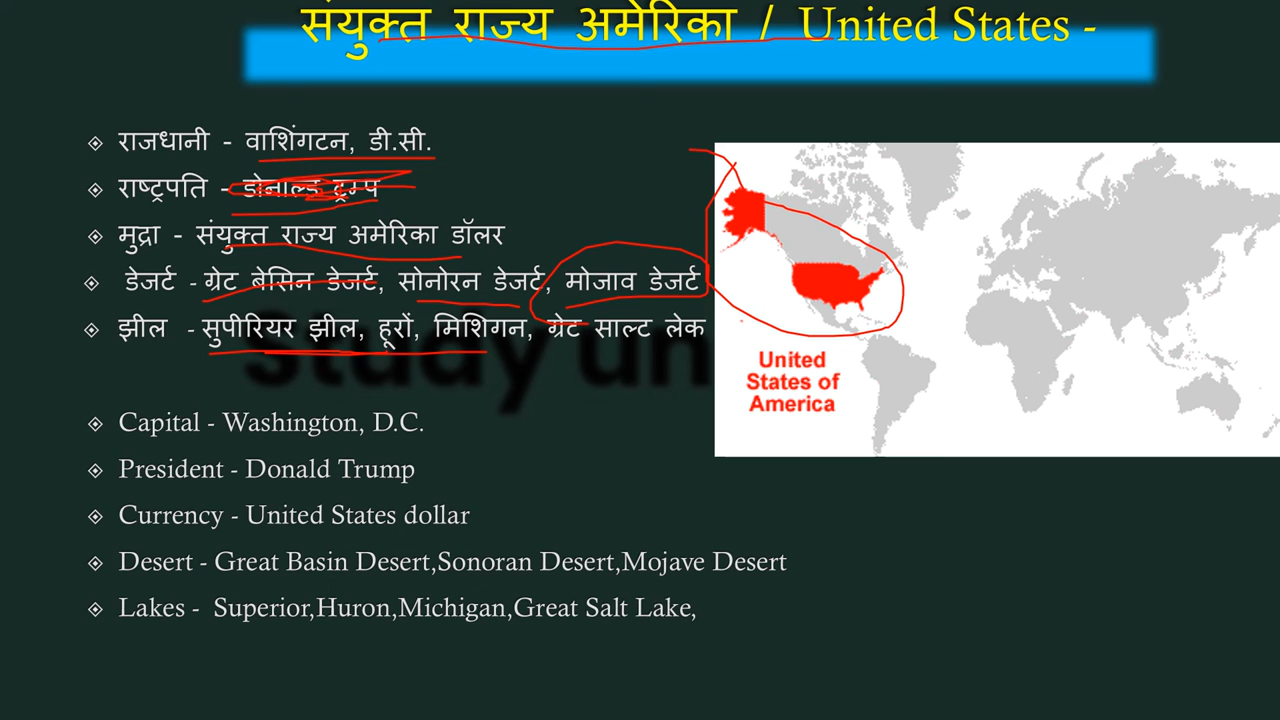 संयुक्त राज्य अमेरिका / United States -
राजधानी - वाशिंगटन, डी.सी.
राष्ट्रपति - डोनाल्ड ट्रम्प
मुद्रा - संयुक्त राज्य अमेरिका डॉलर
डेजर्ट - ग्रेट बेसिन डेजर्ट, सोनोरन डेजर्ट, मोजाव डेजर्ट
झील - सुपीरियर झील, हूरों, मिशिगन, ग्रेट साल्ट लेक
Study un
United
States of
America
Capital - Washington, D.C.
President - Donald Trump
Currency - United States dollar
Desert - Great Basin Desert,Sonoran Desert,Mojave Desert
Lakes - Superior,Huron,Michigan,Great Salt Lake,